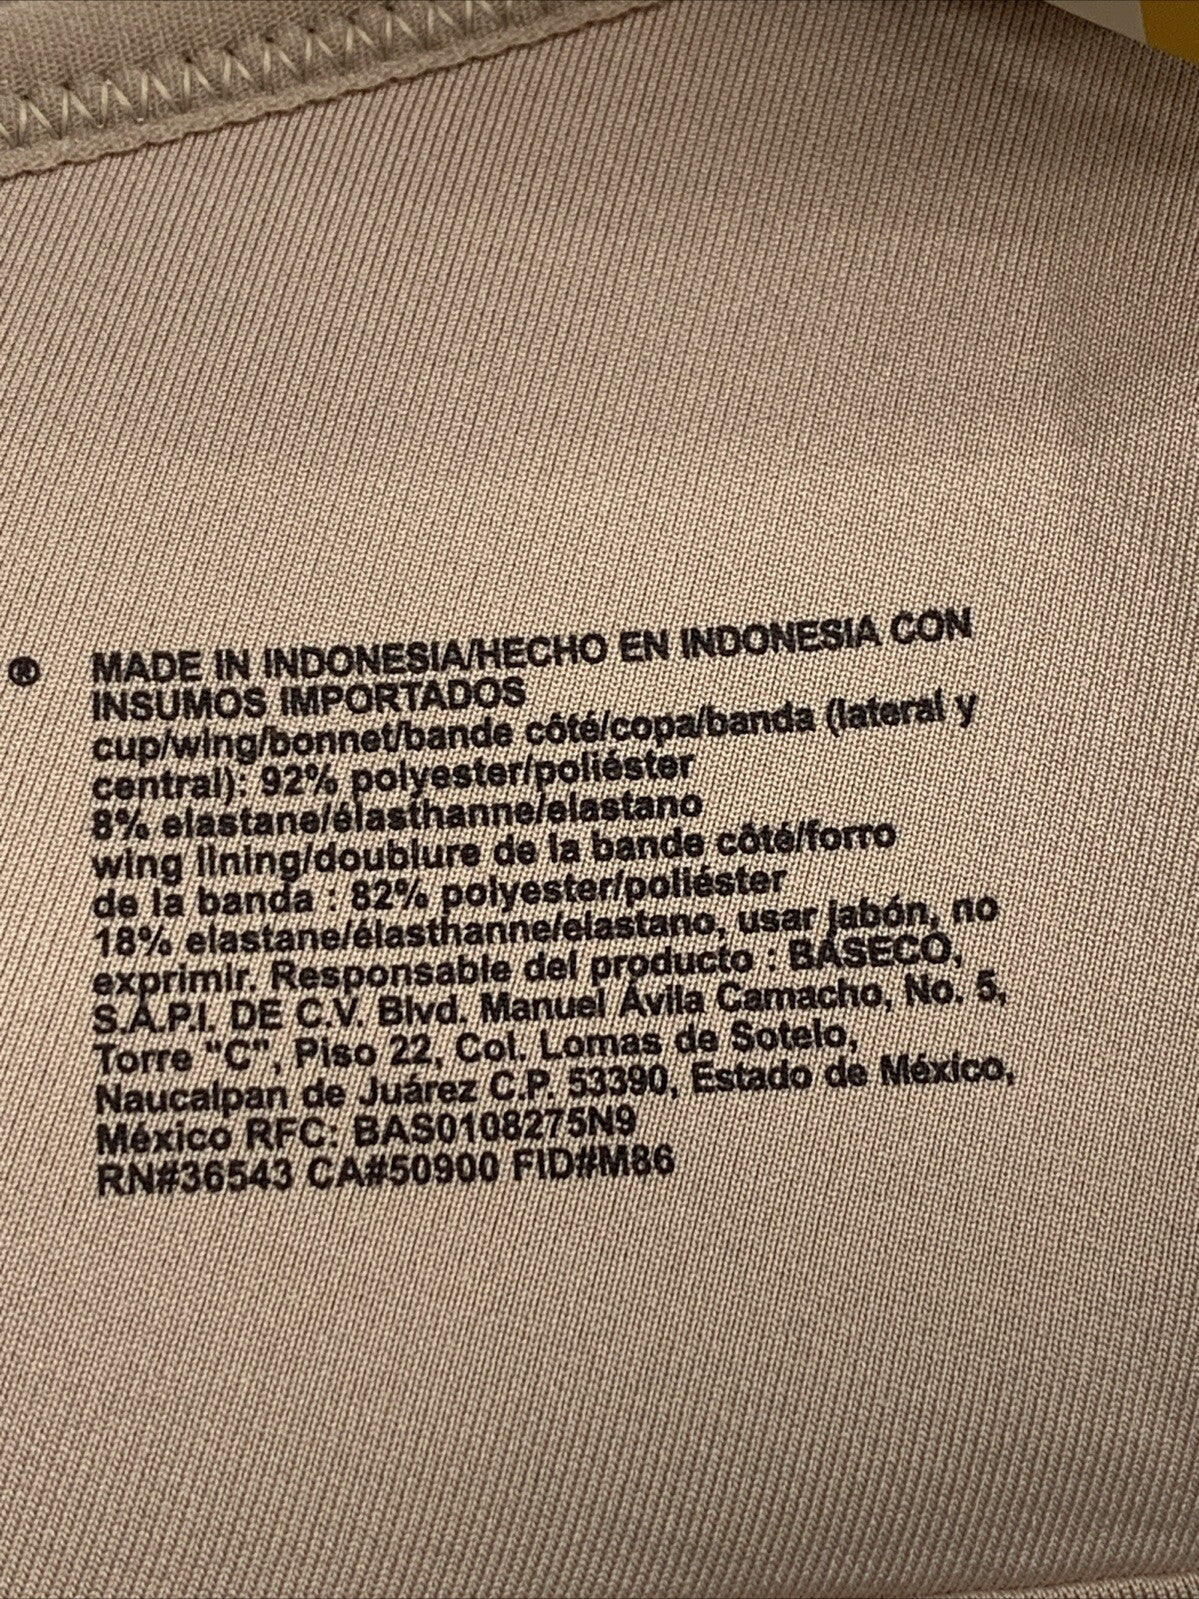 ® MADE IN INDONESIA/HECHO EN INDONESIA CON
INSUMOS IMPORTADOS
cup/wing/bonnet/bande côté/copa/banda (lateral y
central): 92% polyester/poliéster
8% elastane/élasthanne/elastano
wing lining/doublure de la bande côté/forro
de la banda : 82% polyester/poliéster
18% elastane/élasthanne/elastano, usar jabón, no
exprimir. Responsable del producto : BASECO,
S.A.P.I. DE C.V. Blvd. Manuel Ávila Camacho, No. 5,
Torre "C", Piso 22, Col. Lomas de Sotelo,
Naucalpan de Juárez C.P. 53390, Estado de México,
México RFC: BAS0108275N9
RN#36543 CA#50900 FID#M86